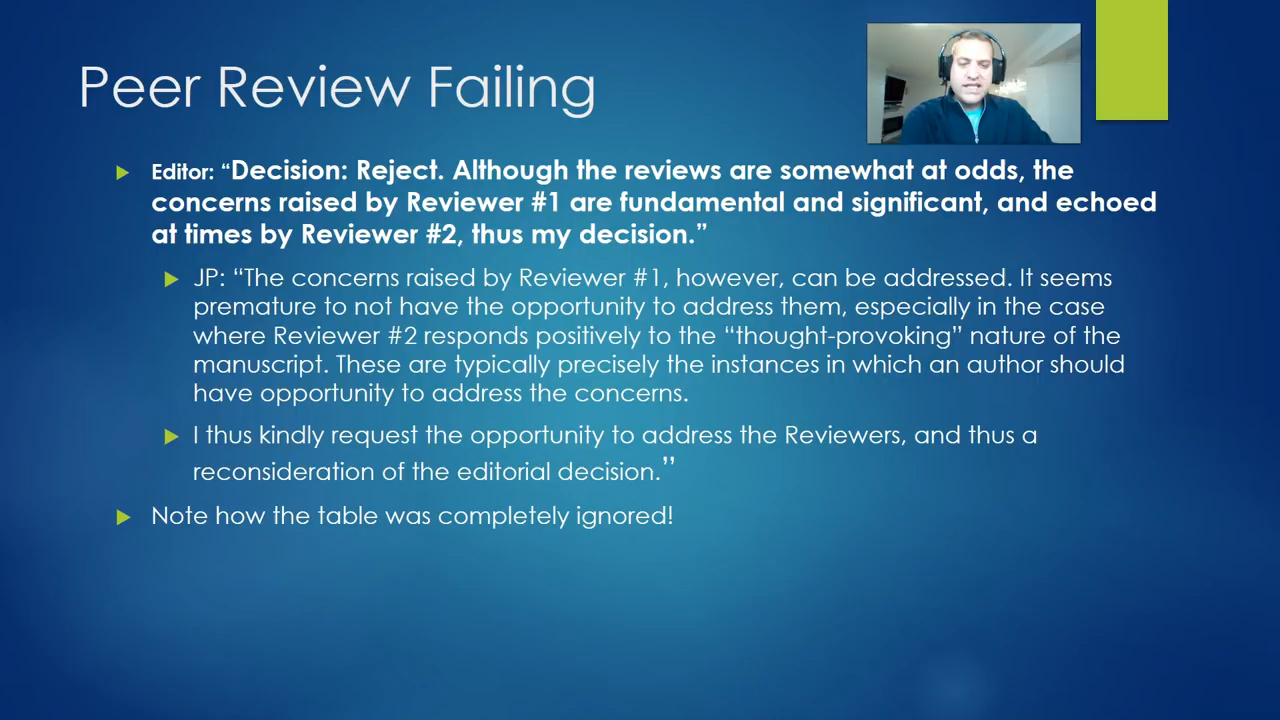 Peer Review Failing
Editor: “Decision: Reject. Although the reviews are somewhat at odds, the
concerns raised by Reviewer #1 are fundamental and significant, and echoed
at times by Reviewer #2, thus my decision.”
JP: “The concerns raised by Reviewer #1, however, can be addressed. It seems
premature to not have the opportunity to address them, especially in the case
where Reviewer #2 responds positively to the “thought-provoking” nature of the
manuscript. These are typically precisely the instances in which an author should
have opportunity to address the concerns.
I thus kindly request the opportunity to address the Reviewers, and thus a
reconsideration of the editorial decision.”
Note how the table was completely ignored!